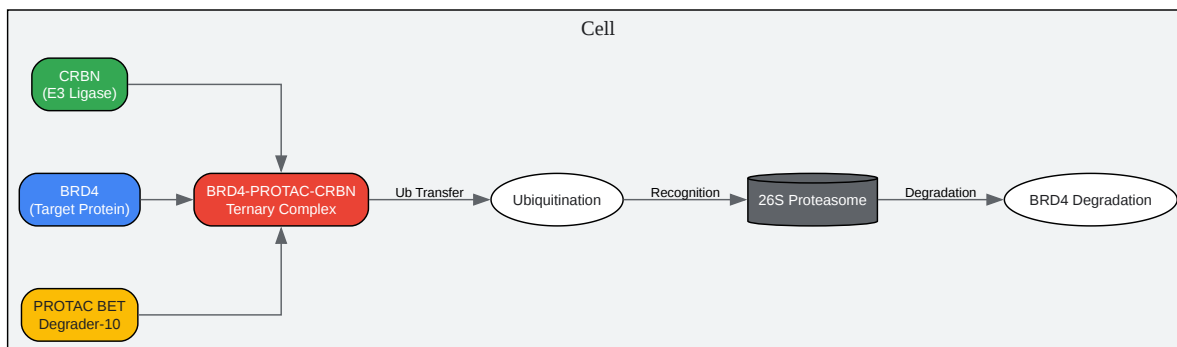 Cell
CRBN
(E3 Ligase)
BRD4
(Target Protein)
PROTAC BET
Degrader-10
BRD4-PROTAC-CRBN
Ternary Complex
Ub Transfer
Ubiquitination
Recognition
26S Proteasome
Degradation
BRD4 Degradation